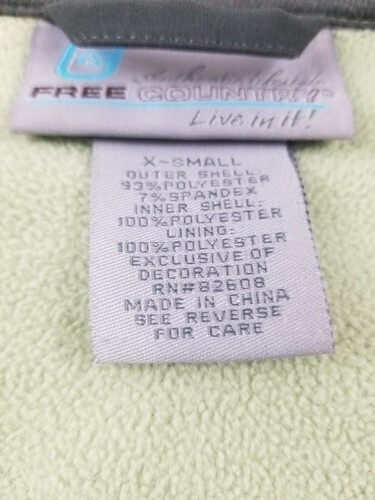 FREE COUNTRY®
Live in it!
X-SMALL
OUTER SHELL:
93%POLYESTER
7%SPANDEX
INNER SHELL:
100%POLYESTER
LINING:
100%POLYESTER
EXCLUSIVE OF
DECORATION
RN#82608
MADE IN CHINA
SEE REVERSE
FOR CARE